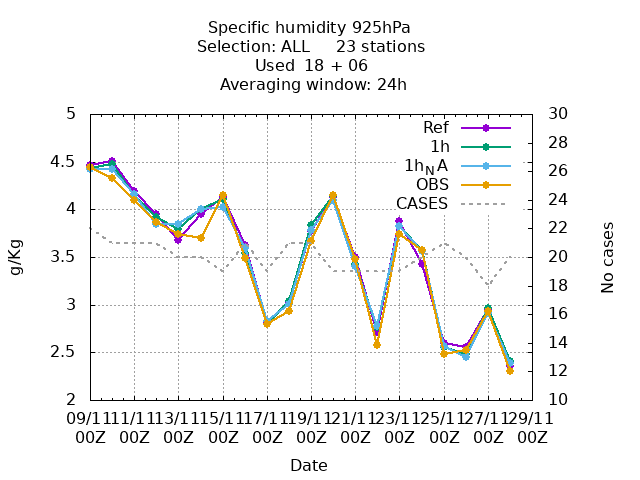 Specific humidity 925hPa
Selection: ALL 23 stations
Used 18 + 06
Averaging window: 24h
5
4.5
4
3.5
3
2.5
2
g/Kg
Ref
1h
1h_N A
OBS
CASES
30
28
26
24
22
20
18
16
14
12
10
No cases
09/11 11/11 13/11 15/11 17/11 19/11 21/11 23/11 25/11 27/11 29/11
00Z 00Z 00Z 00Z 00Z 00Z 00Z 00Z 00Z 00Z 00Z
Date